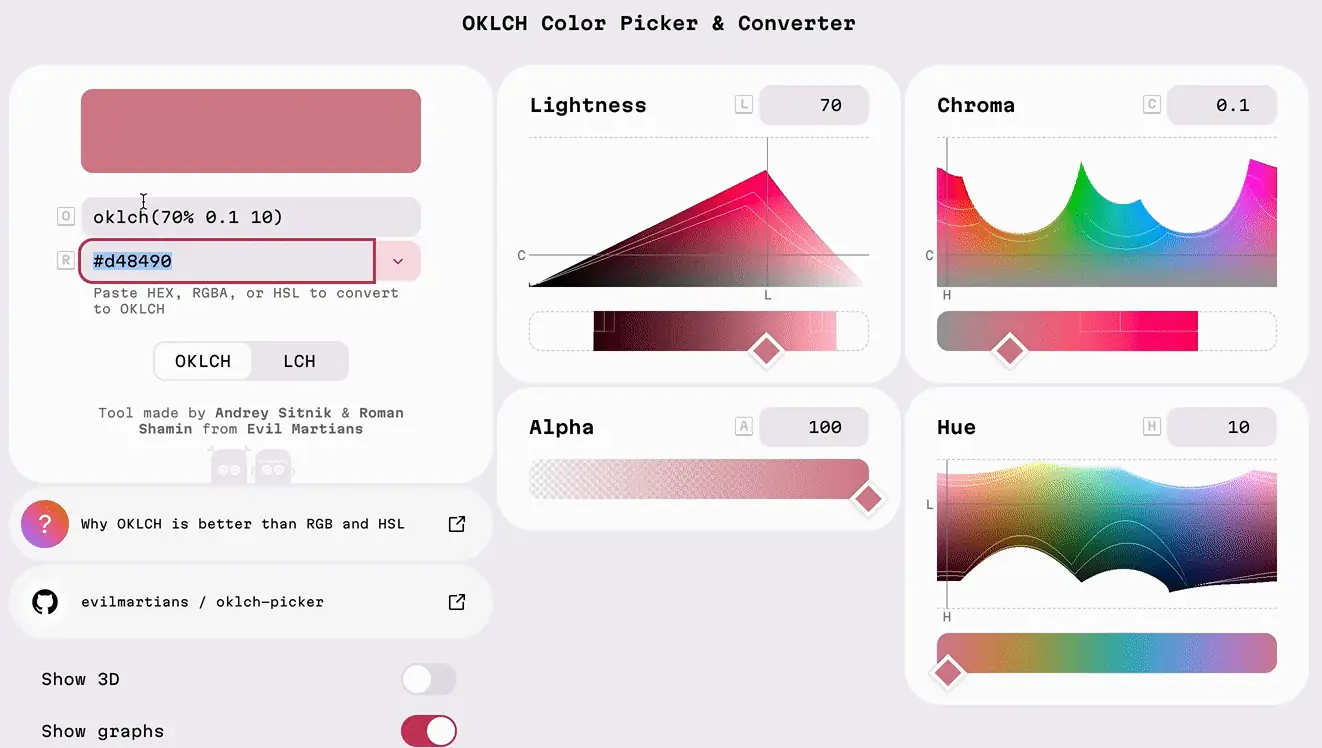 OKLCH Color Picker & Converter
O
oklch(70% 0.1 10)
R
#d48490
Paste HEX, RGBA, or HSL to convert
to OKLCH
OKLCH
LCH
Tool made by Andrey Sitnik & Roman
Shamin from Evil Martians
?
Why OKLCH is better than RGB and HSL
evilmartians / oklch-picker
Show 3D
Show graphs
Lightness
L
70
C
L
Alpha
A
100
Chroma
C
0.1
C
H
Hue
H
10
L
H